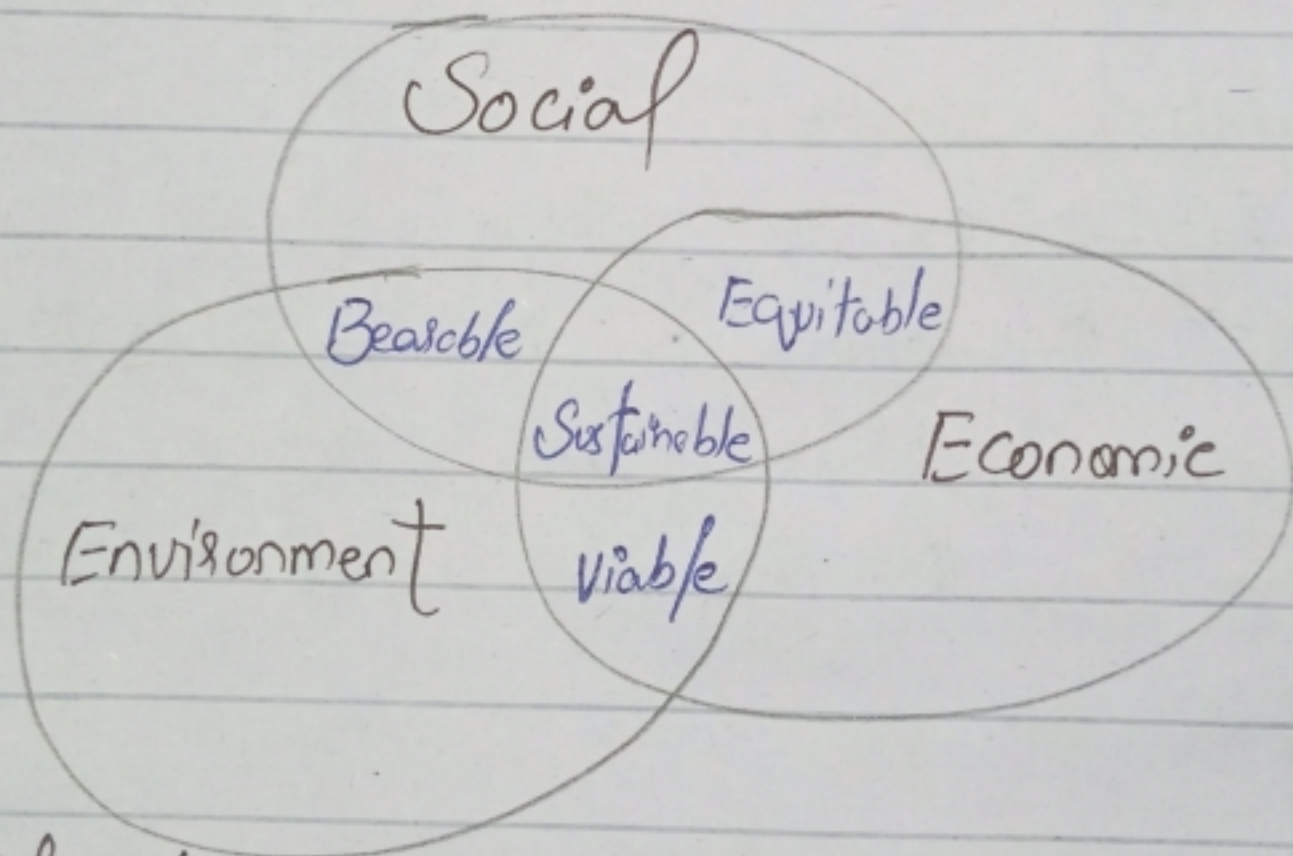 Social
Equitable
Bearable
Sustainable
Economic
Environment
Viable